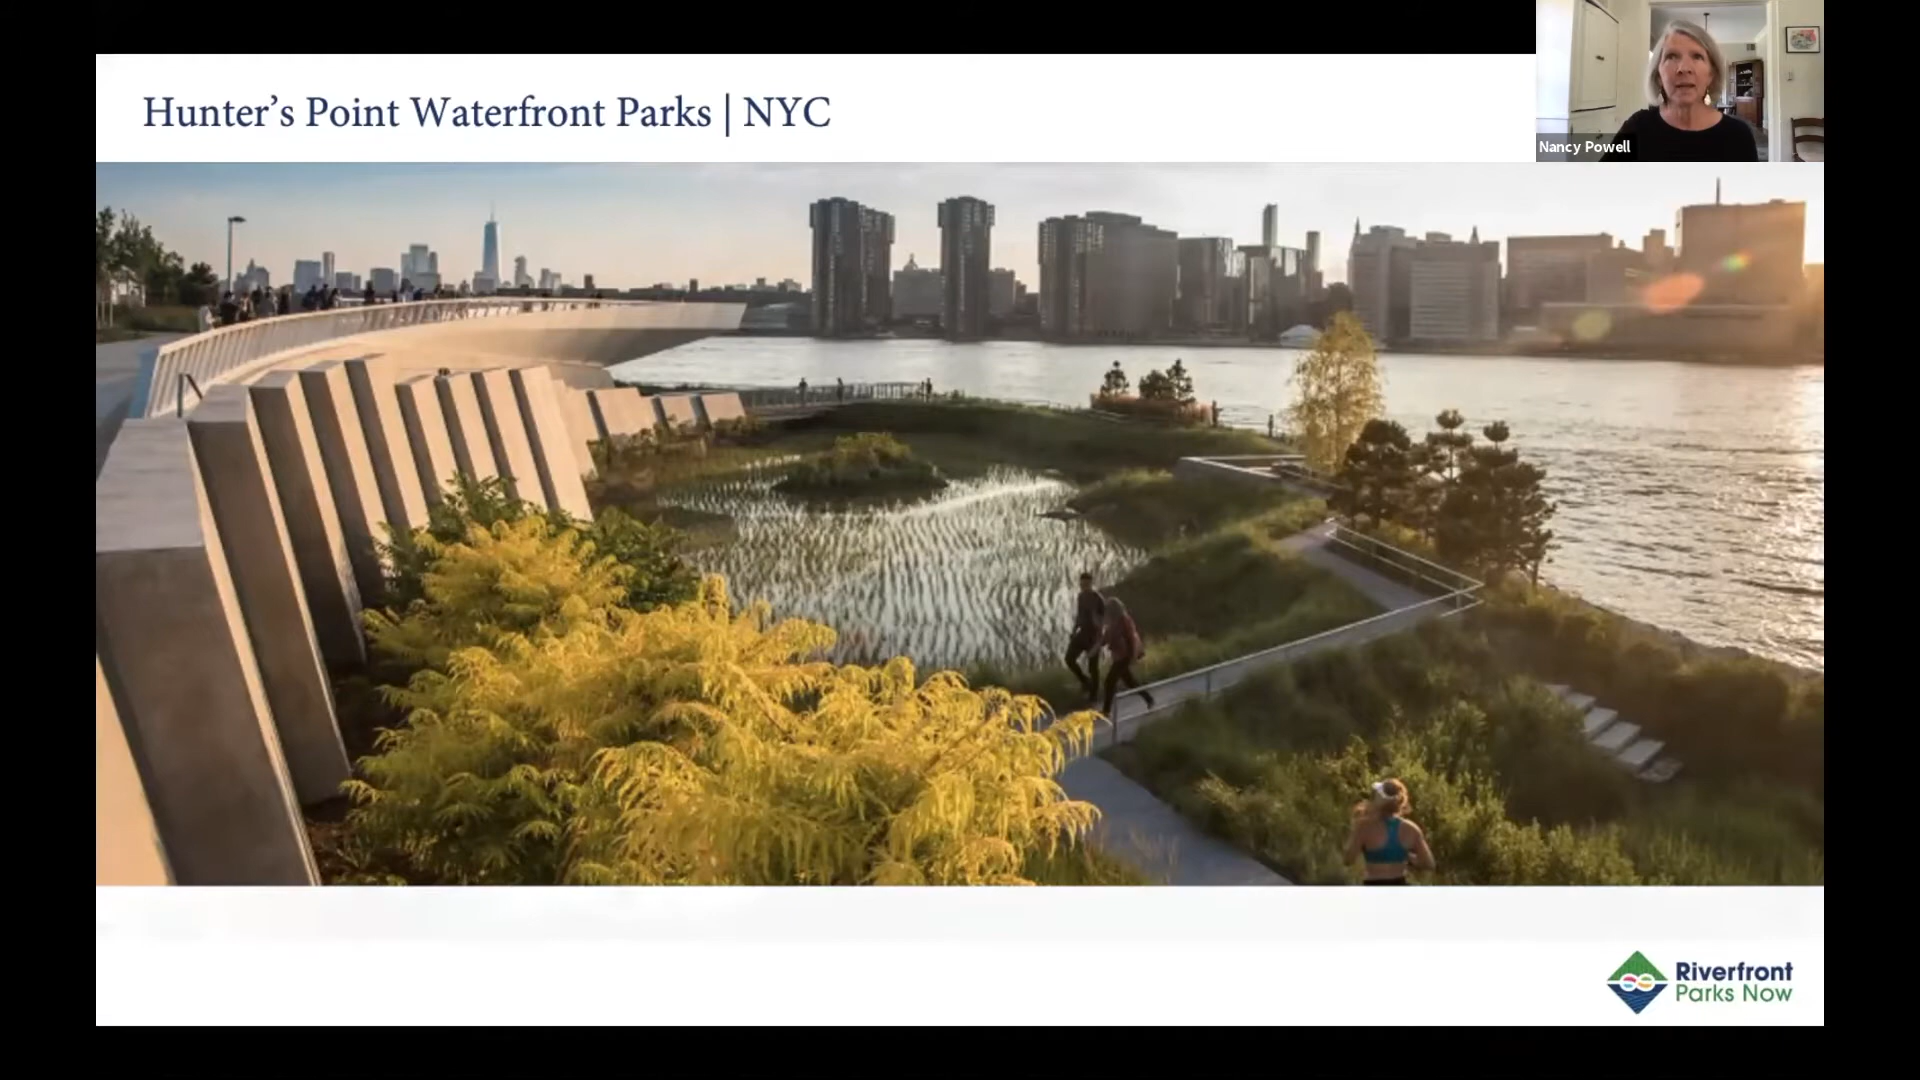 Hunter’s Point Waterfront Parks | NYC
Nancy Powell
Riverfront
Parks Now